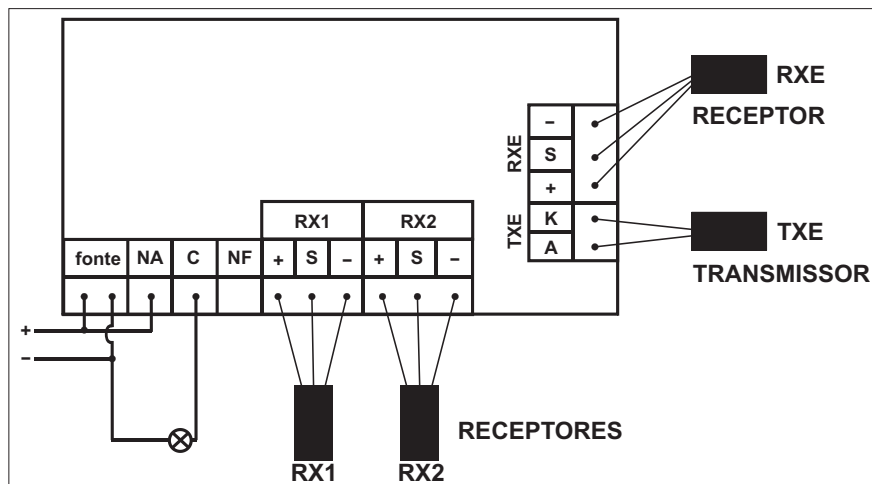 RXE
RECEPTOR
RXE
−
S
+
TXE
K
A
TXE
TRANSMISSOR
RX1 RX2
fonte NA C NF + S − + S −
+
−
RECEPTORES
RX1 RX2